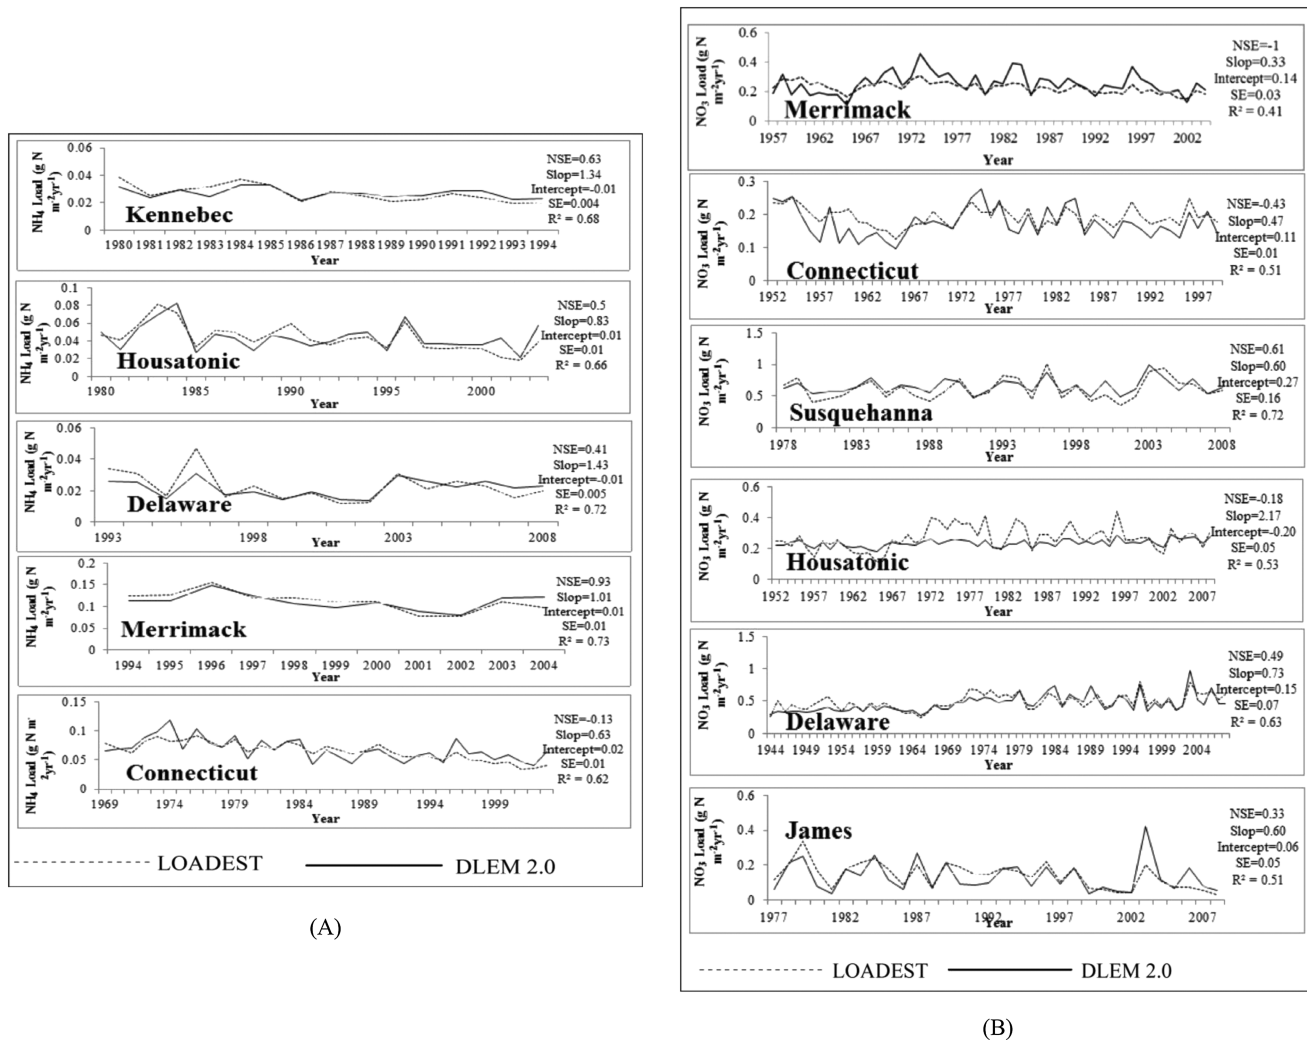 NH4 Load (g N
m-2yr-1)
0.06
0.04
0.02
0
Kennebec
NSE=0.63
Slop=1.34
Intercept=-0.01
SE=0.004
R² = 0.68
1980 1981 1982 1983 1984 1985 1986 1987 1988 1989 1990 1991 1992 1993 1994
Year
NH4 Load (g N
m-2yr-1)
0.1
0.08
0.06
0.04
0.02
0
Housatonic
NSE=0.5
Slop=0.83
Intercept=0.01
SE=0.01
R² = 0.66
1980 1985 1990 1995 2000
Year
NH4 Load (g N
m-2yr-1)
0.06
0.04
0.02
0
Delaware
NSE=0.41
Slop=1.43
Intercept=-0.01
SE=0.005
R² = 0.72
1993 1998 2003 2008
Year
NH4 Load (g N
m-2yr-1)
0.2
0.15
0.1
0.05
0
Merrimack
NSE=0.93
Slop=1.01
Intercept=0.01
SE=0.01
R² = 0.73
1994 1995 1996 1997 1998 1999 2000 2001 2002 2003 2004
Year
NH4 Load (g N m-
2yr-1)
0.15
0.1
0.05
0
Connecticut
NSE=-0.13
Slop=0.63
Intercept=0.02
SE=0.01
R² = 0.62
1969 1974 1979 1984 1989 1994 1999
Year
LOADEST DLEM 2.0
(A)
NO3 Load (g N
m-2yr-1)
0.6
0.4
0.2
0
Merrimack
NSE=-1
Slop=0.33
Intercept=0.14
SE=0.03
R² = 0.41
1957 1962 1967 1972 1977 1982 1987 1992 1997 2002
Year
NO3 Load (g N
m-2yr-1)
0.3
0.2
0.1
0
Connecticut
NSE=-0.43
Slop=0.47
Intercept=0.11
SE=0.01
R² = 0.51
1952 1957 1962 1967 1972 1977 1982 1987 1992 1997
Year
NO3 Load (g N
m-2yr-1)
1.5
1
0.5
0
Susquehanna
NSE=0.61
Slop=0.60
Intercept=0.27
SE=0.16
R² = 0.72
1978 1983 1988 1993 1998 2003 2008
Year
NO3 Load (g N
m-2yr-1)
0.6
0.4
0.2
0
Housatonic
NSE=-0.18
Slop=2.17
Intercept=-0.20
SE=0.05
R² = 0.53
1952 1957 1962 1967 1972 1977 1982 1987 1992 1997 2002 2007
Year
NO3 Load (g N
m-2yr-1)
1.5
1
0.5
0
Delaware
NSE=0.49
Slop=0.73
Intercept=0.15
SE=0.07
R² = 0.63
1944 1949 1954 1959 1964 1969 1974 1979 1984 1989 1994 1999 2004
Year
NO3 Load (g N
m-2yr-1)
0.6
0.4
0.2
0
James
NSE=0.33
Slop=0.60
Intercept=0.06
SE=0.05
R² = 0.51
1977 1982 1987 1992 1997 2002 2007
Year
LOADEST DLEM 2.0
(B)